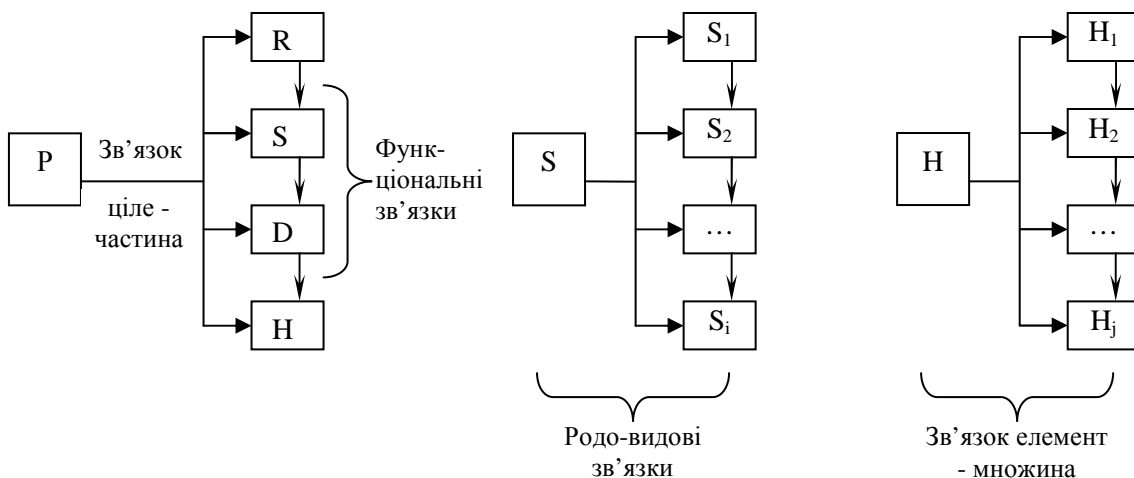 P
Зв’язок
ціле -
частина
R
S
D
H
Функ-
ціональні
зв’язки
S
S₁
S₂
…
Sᵢ
Родо-видові
зв’язки
H
H₁
H₂
…
Hⱼ
Зв’язок елемент
- множина